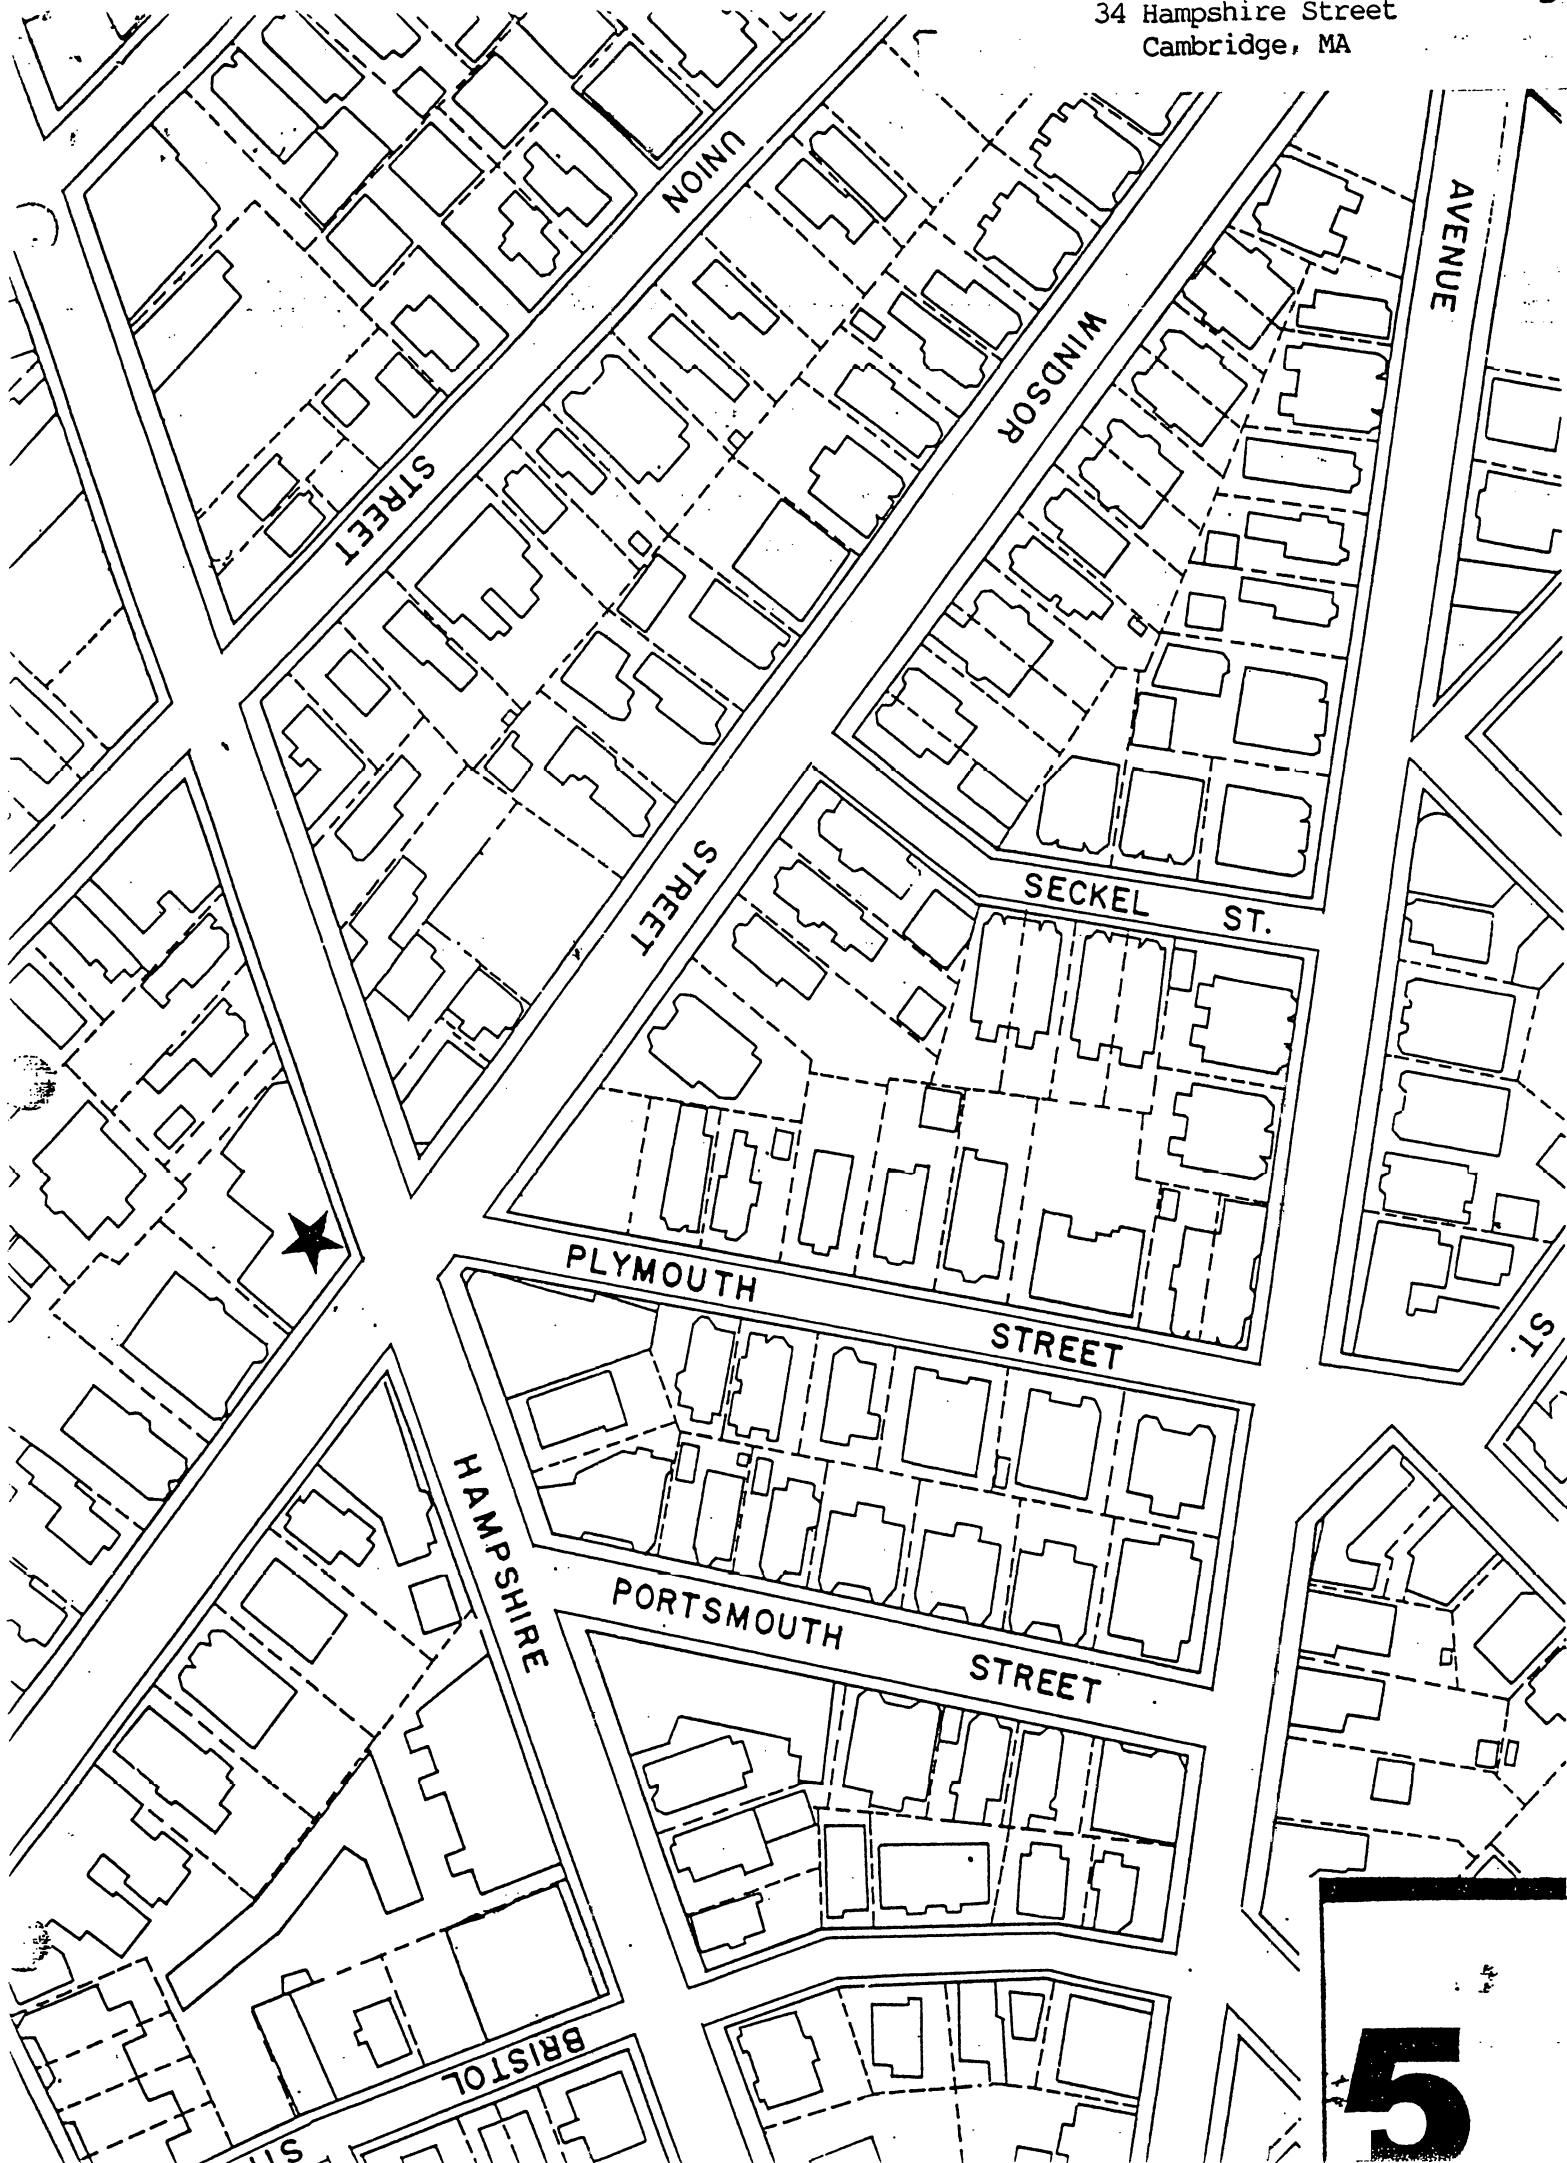 34 Hampshire Street
Cambridge, MA
UNION
STREET
WINDSOR
STREET
AVENUE
SECKEL ST.
PLYMOUTH
STREET
ST.
HAMPSHIRE
PORTSMOUTH
STREET
BRISTOL
ST
5